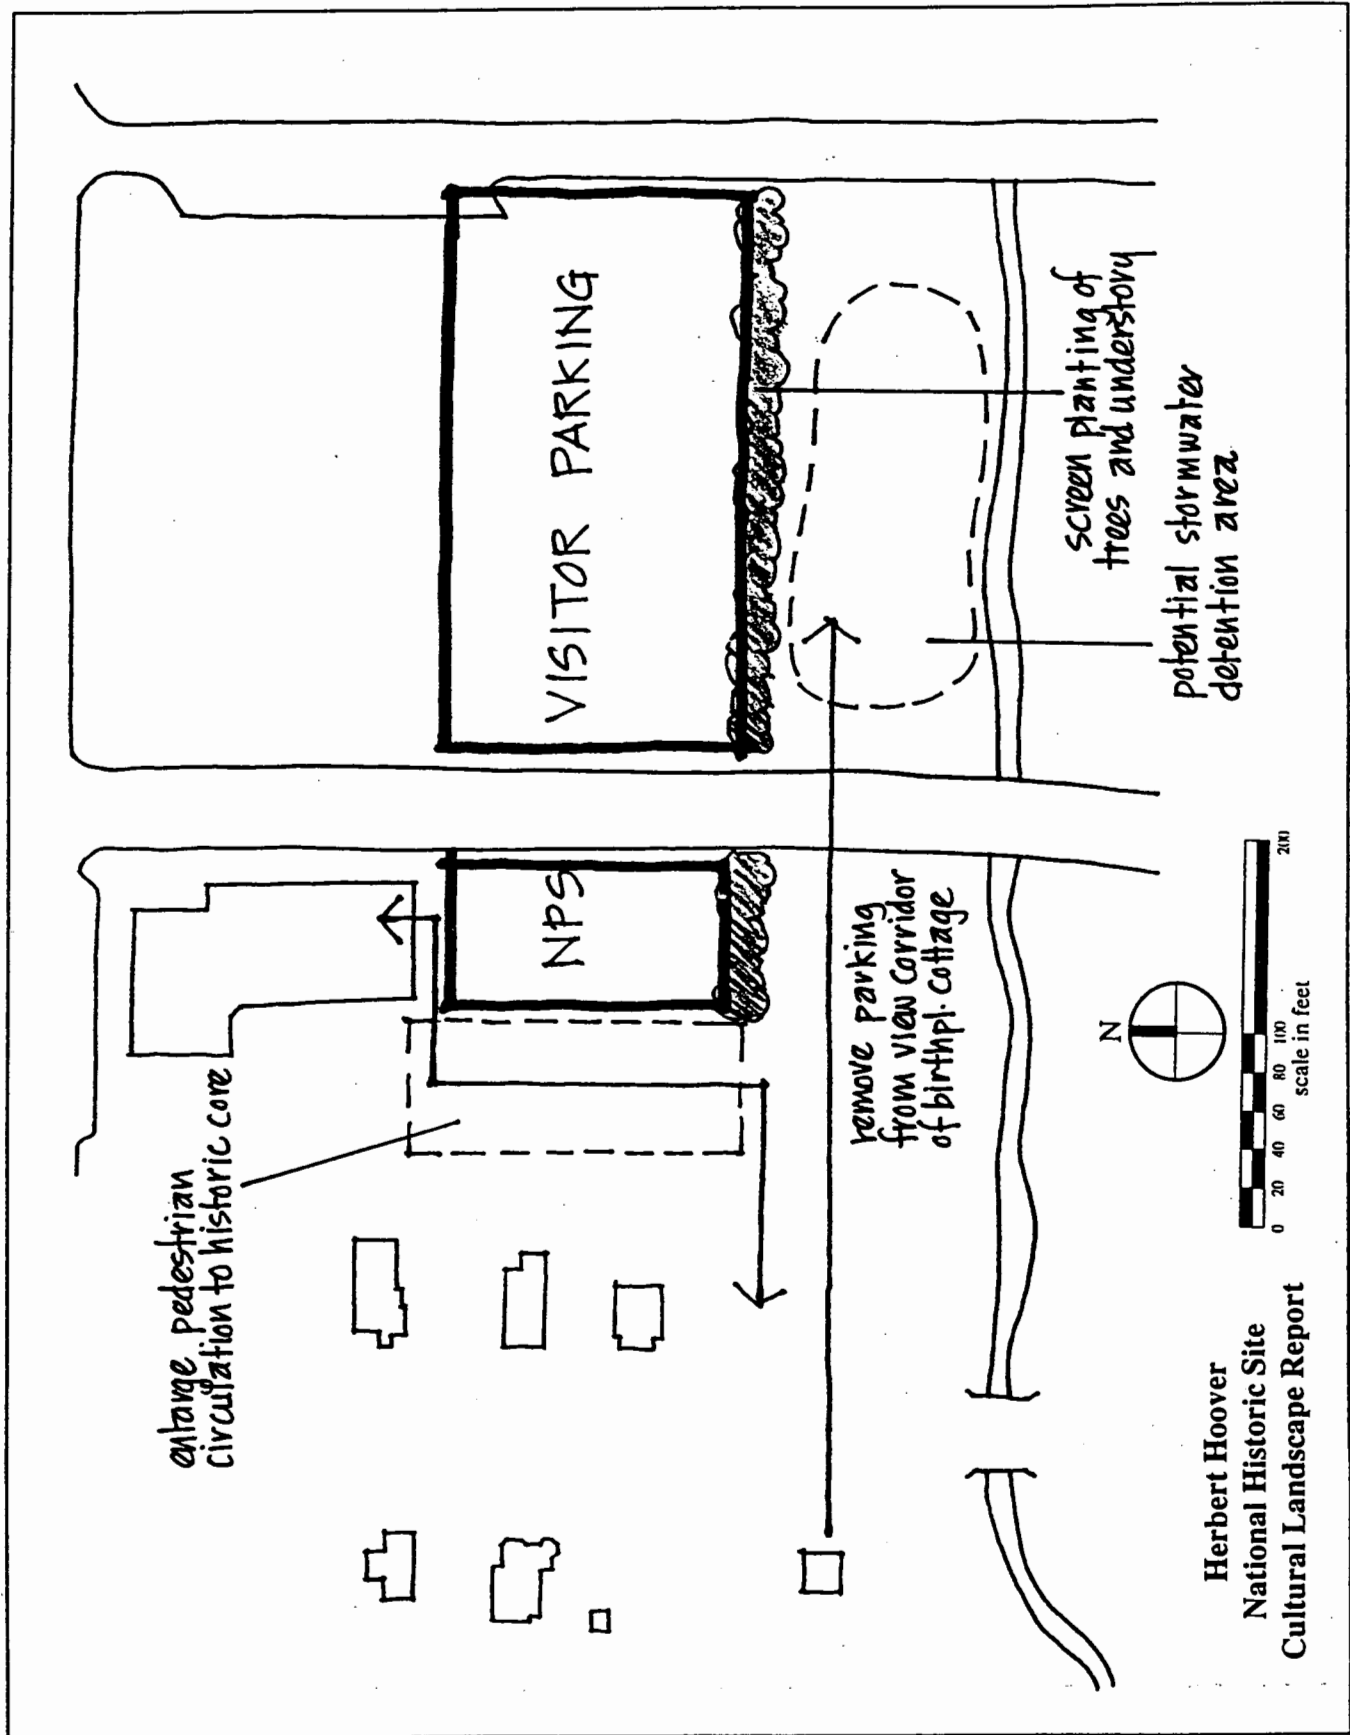 enlarge pedestrian
circulation to historic core
NPS
VISITOR PARKING
remove parking
from view corridor
of birthpl. cottage
screen planting of
trees and understory
potential stormwater
detention area
N
0 20 40 60 80 100 200
scale in feet
Herbert Hoover
National Historic Site
Cultural Landscape Report